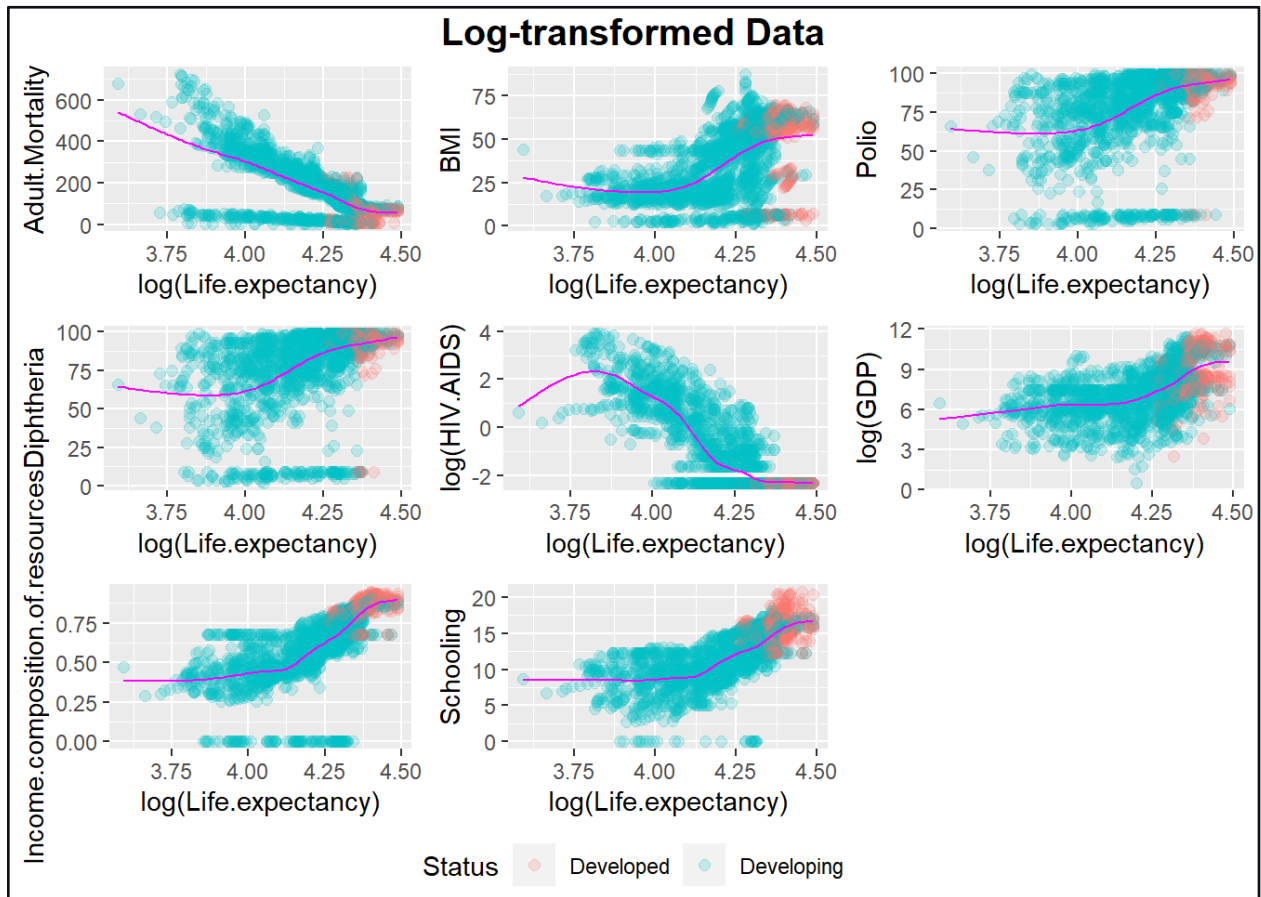 Log-transformed Data
Adult.Mortality
600
400
200
0
3.75 4.00 4.25 4.50
log(Life.expectancy)
BMI
75
50
25
0
3.75 4.00 4.25 4.50
log(Life.expectancy)
Polio
100
75
50
25
0
3.75 4.00 4.25 4.50
log(Life.expectancy)
Diphtheria
100
75
50
25
0
3.75 4.00 4.25 4.50
log(Life.expectancy)
log(HIV.AIDS)
4
2
0
-2
3.75 4.00 4.25 4.50
log(Life.expectancy)
log(GDP)
12
9
6
3
0
3.75 4.00 4.25 4.50
log(Life.expectancy)
Income.composition.of.resources
0.75
0.50
0.25
0.00
3.75 4.00 4.25 4.50
log(Life.expectancy)
Schooling
20
15
10
5
0
3.75 4.00 4.25 4.50
log(Life.expectancy)
Status Developed Developing